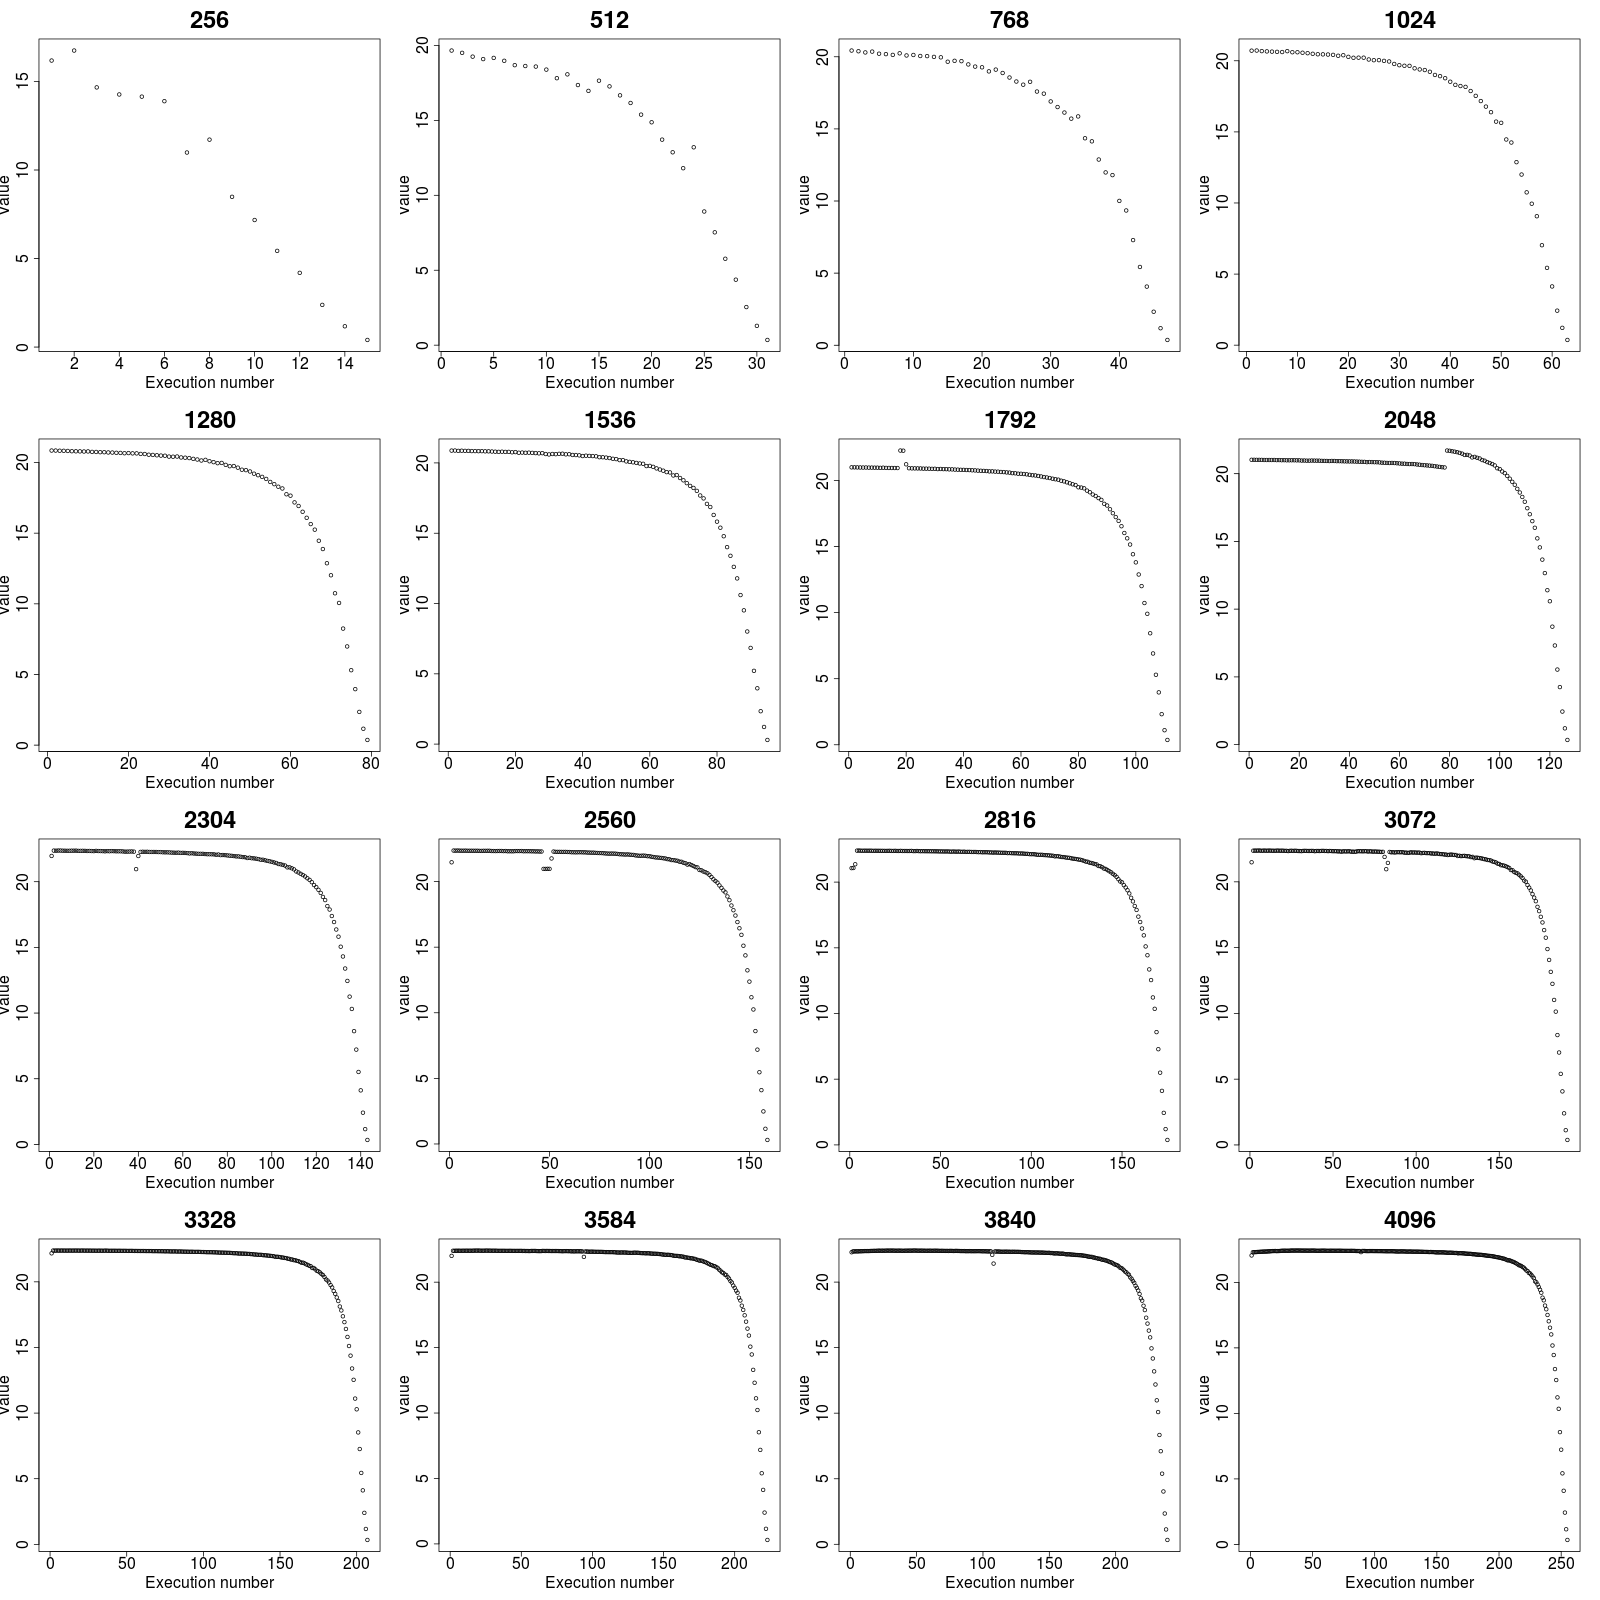 256 512 768 1024
value 0 5 10 15 value 0 5 10 15 20 value 0 5 10 15 20 value 0 5 10 15 20
2 4 6 8 10 12 14 0 5 10 15 20 25 30 0 10 20 30 40 0 10 20 30 40 50 60
Execution number Execution number Execution number Execution number
1280 1536 1792 2048
value 0 5 10 15 20 value 0 5 10 15 20 value 0 5 10 15 20 value 0 5 10 15 20
0 20 40 60 80 0 20 40 60 80 0 20 40 60 80 100 0 20 40 60 80 100 120
Execution number Execution number Execution number Execution number
2304 2560 2816 3072
value 0 5 10 15 20 value 0 5 10 15 20 value 0 5 10 15 20 value 0 5 10 15 20
0 20 40 60 80 100 120 140 0 50 100 150 0 50 100 150 0 50 100 150
Execution number Execution number Execution number Execution number
3328 3584 3840 4096
value 0 5 10 15 20 value 0 5 10 15 20 value 0 5 10 15 20 value 0 5 10 15 20
0 50 100 150 200 0 50 100 150 200 0 50 100 150 200 0 50 100 150 200 250
Execution number Execution number Execution number Execution number